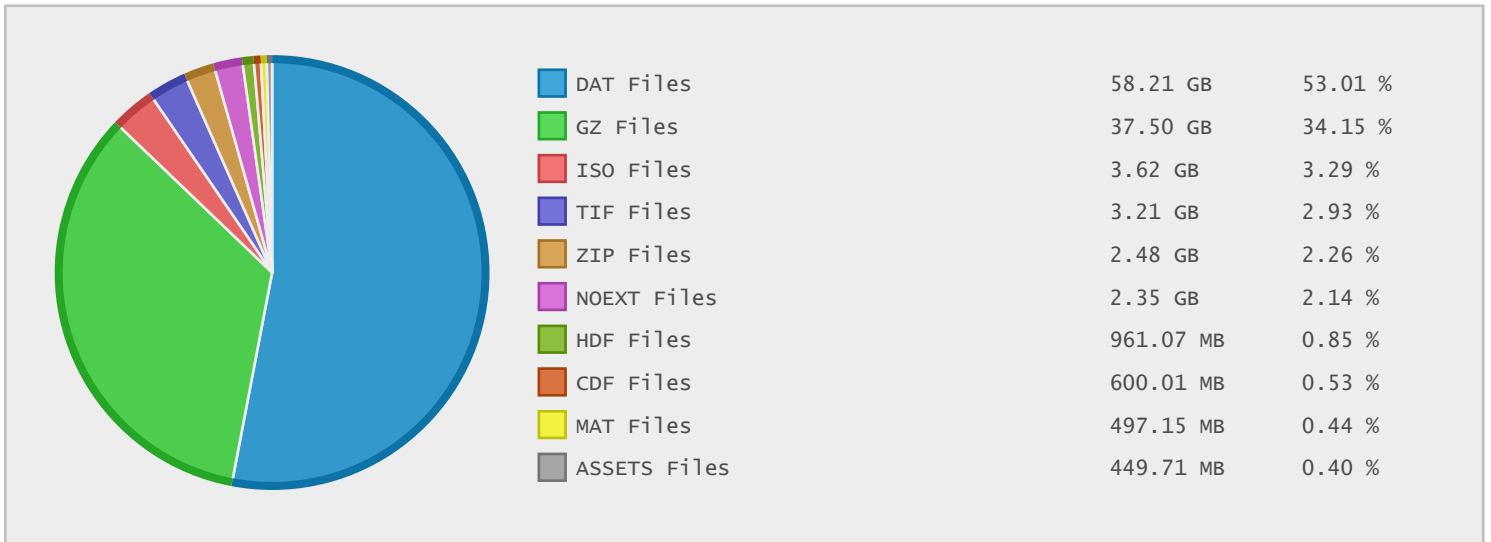 DAT Files 58.21 GB 53.01 %
GZ Files 37.50 GB 34.15 %
ISO Files 3.62 GB 3.29 %
TIF Files 3.21 GB 2.93 %
ZIP Files 2.48 GB 2.26 %
NOEXT Files 2.35 GB 2.14 %
HDF Files 961.07 MB 0.85 %
CDF Files 600.01 MB 0.53 %
MAT Files 497.15 MB 0.44 %
ASSETS Files 449.71 MB 0.40 %